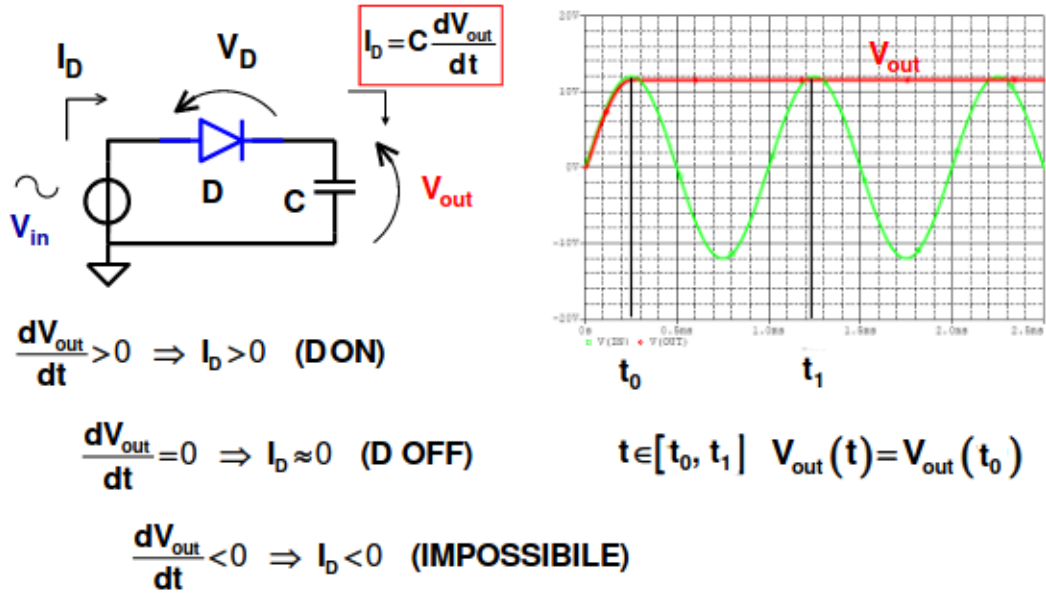 I_D
V_D
I_D = C dV_out/dt
V_in
D
C
V_out
20V
10V
0V
-10V
-20V
V_out
0s 0.5ms 1.0ms 1.5ms 2.0ms 2.5ms
V(IN) V(OUT)
t_0 t_1
dV_out/dt >0 ⇒ I_D >0 (D ON)
dV_out/dt =0 ⇒ I_D ≈0 (D OFF)
t∈[t_0, t_1] V_out(t)=V_out(t_0)
dV_out/dt <0 ⇒ I_D <0 (IMPOSSIBILE)